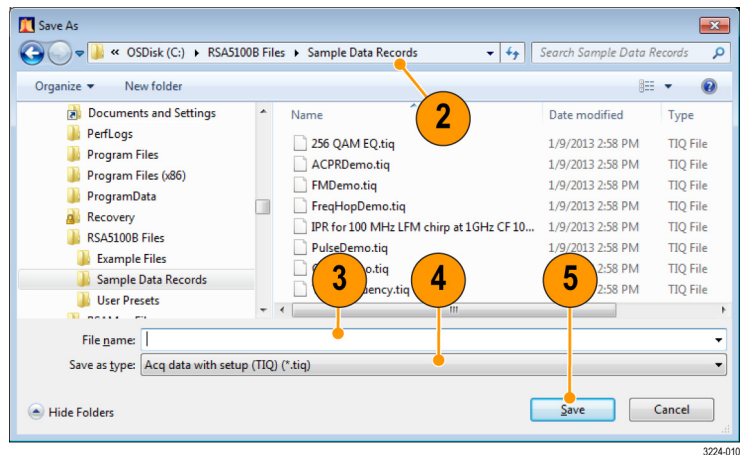 Save As
« OSDisk (C:) ▸ RSA5100B Files ▸ Sample Data Records
Search Sample Data Records
Organize
New folder
Documents and Settings
PerfLogs
Program Files
Program Files (x86)
ProgramData
Recovery
RSA5100B Files
Example Files
Sample Data Records
User Presets
Name Date modified Type
256 QAM EQ.tiq 1/9/2013 2:58 PM TIQ File
ACPRDemo.tiq 1/9/2013 2:58 PM TIQ File
FMDemo.tiq 1/9/2013 2:58 PM TIQ File
FreqHopDemo.tiq 1/9/2013 2:58 PM TIQ File
IPR for 100 MHz LFM chirp at 1GHz CF 10... 1/9/2013 2:58 PM TIQ File
PulseDemo.tiq 1/9/2013 2:58 PM TIQ File
2:58 PM TIQ File
2:58 PM TIQ File
2
3
4
5
File name:
Save as type: Acq data with setup (TIQ) (*.tiq)
Hide Folders
Save
Cancel
3224-010